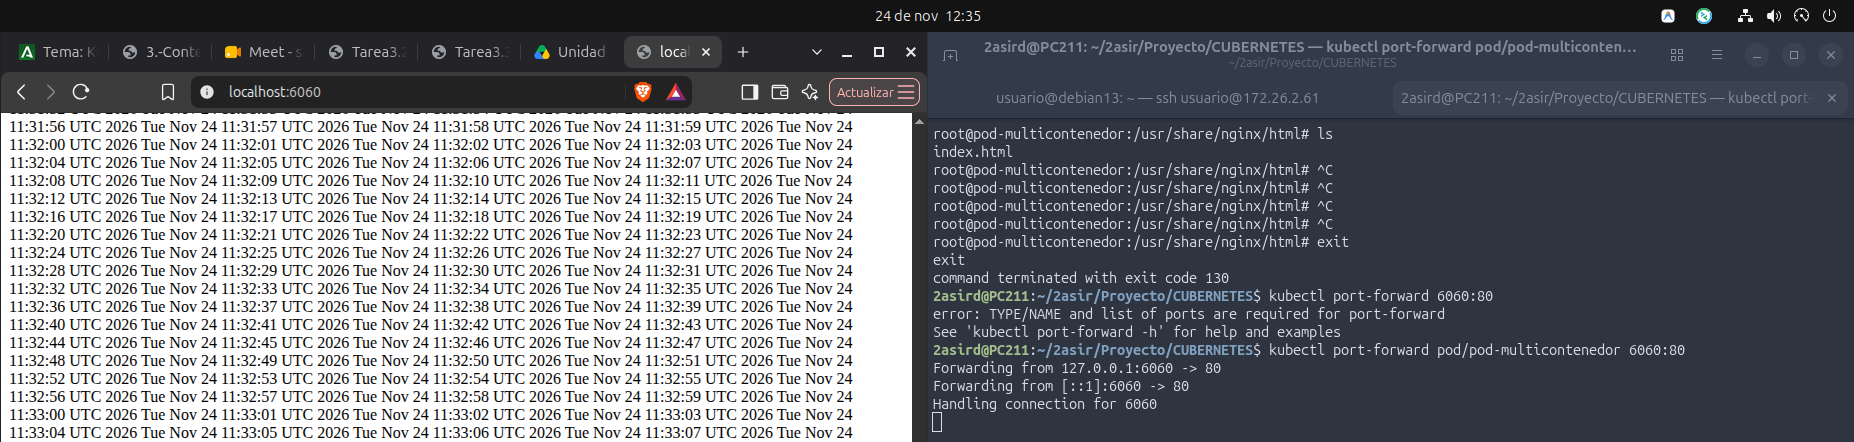 24 de nov 12:35
Tema: K
3.-Conte
Meet - s
Tarea3.2
Tarea3.
Unidad
local
localhost:6060
Actualizar
11:31:56 UTC 2026 Tue Nov 24 11:31:57 UTC 2026 Tue Nov 24 11:31:58 UTC 2026 Tue Nov 24 11:31:59 UTC 2026 Tue Nov 24
11:32:00 UTC 2026 Tue Nov 24 11:32:01 UTC 2026 Tue Nov 24 11:32:02 UTC 2026 Tue Nov 24 11:32:03 UTC 2026 Tue Nov 24
11:32:04 UTC 2026 Tue Nov 24 11:32:05 UTC 2026 Tue Nov 24 11:32:06 UTC 2026 Tue Nov 24 11:32:07 UTC 2026 Tue Nov 24
11:32:08 UTC 2026 Tue Nov 24 11:32:09 UTC 2026 Tue Nov 24 11:32:10 UTC 2026 Tue Nov 24 11:32:11 UTC 2026 Tue Nov 24
11:32:12 UTC 2026 Tue Nov 24 11:32:13 UTC 2026 Tue Nov 24 11:32:14 UTC 2026 Tue Nov 24 11:32:15 UTC 2026 Tue Nov 24
11:32:16 UTC 2026 Tue Nov 24 11:32:17 UTC 2026 Tue Nov 24 11:32:18 UTC 2026 Tue Nov 24 11:32:19 UTC 2026 Tue Nov 24
11:32:20 UTC 2026 Tue Nov 24 11:32:21 UTC 2026 Tue Nov 24 11:32:22 UTC 2026 Tue Nov 24 11:32:23 UTC 2026 Tue Nov 24
11:32:24 UTC 2026 Tue Nov 24 11:32:25 UTC 2026 Tue Nov 24 11:32:26 UTC 2026 Tue Nov 24 11:32:27 UTC 2026 Tue Nov 24
11:32:28 UTC 2026 Tue Nov 24 11:32:29 UTC 2026 Tue Nov 24 11:32:30 UTC 2026 Tue Nov 24 11:32:31 UTC 2026 Tue Nov 24
11:32:32 UTC 2026 Tue Nov 24 11:32:33 UTC 2026 Tue Nov 24 11:32:34 UTC 2026 Tue Nov 24 11:32:35 UTC 2026 Tue Nov 24
11:32:36 UTC 2026 Tue Nov 24 11:32:37 UTC 2026 Tue Nov 24 11:32:38 UTC 2026 Tue Nov 24 11:32:39 UTC 2026 Tue Nov 24
11:32:40 UTC 2026 Tue Nov 24 11:32:41 UTC 2026 Tue Nov 24 11:32:42 UTC 2026 Tue Nov 24 11:32:43 UTC 2026 Tue Nov 24
11:32:44 UTC 2026 Tue Nov 24 11:32:45 UTC 2026 Tue Nov 24 11:32:46 UTC 2026 Tue Nov 24 11:32:47 UTC 2026 Tue Nov 24
11:32:48 UTC 2026 Tue Nov 24 11:32:49 UTC 2026 Tue Nov 24 11:32:50 UTC 2026 Tue Nov 24 11:32:51 UTC 2026 Tue Nov 24
11:32:52 UTC 2026 Tue Nov 24 11:32:53 UTC 2026 Tue Nov 24 11:32:54 UTC 2026 Tue Nov 24 11:32:55 UTC 2026 Tue Nov 24
11:32:56 UTC 2026 Tue Nov 24 11:32:57 UTC 2026 Tue Nov 24 11:32:58 UTC 2026 Tue Nov 24 11:32:59 UTC 2026 Tue Nov 24
11:33:00 UTC 2026 Tue Nov 24 11:33:01 UTC 2026 Tue Nov 24 11:33:02 UTC 2026 Tue Nov 24 11:33:03 UTC 2026 Tue Nov 24
11:33:04 UTC 2026 Tue Nov 24 11:33:05 UTC 2026 Tue Nov 24 11:33:06 UTC 2026 Tue Nov 24 11:33:07 UTC 2026 Tue Nov 24
2asird@PC211: ~/2asir/Proyecto/CUBERNETES — kubectl port-forward pod/pod-multiconten...
~/2asir/Proyecto/CUBERNETES
usuario@debian13: ~ — ssh usuario@172.26.2.61
2asird@PC211: ~/2asir/Proyecto/CUBERNETES — kubectl port-f
root@pod-multicontenedor:/usr/share/nginx/html# ls
index.html
root@pod-multicontenedor:/usr/share/nginx/html# ^C
root@pod-multicontenedor:/usr/share/nginx/html# ^C
root@pod-multicontenedor:/usr/share/nginx/html# ^C
root@pod-multicontenedor:/usr/share/nginx/html# ^C
root@pod-multicontenedor:/usr/share/nginx/html# exit
exit
command terminated with exit code 130
2asird@PC211:~/2asir/Proyecto/CUBERNETES$ kubectl port-forward 6060:80
error: TYPE/NAME and list of ports are required for port-forward
See 'kubectl port-forward -h' for help and examples
2asird@PC211:~/2asir/Proyecto/CUBERNETES$ kubectl port-forward pod/pod-multicontenedor 6060:80
Forwarding from 127.0.0.1:6060 -> 80
Forwarding from [::1]:6060 -> 80
Handling connection for 6060